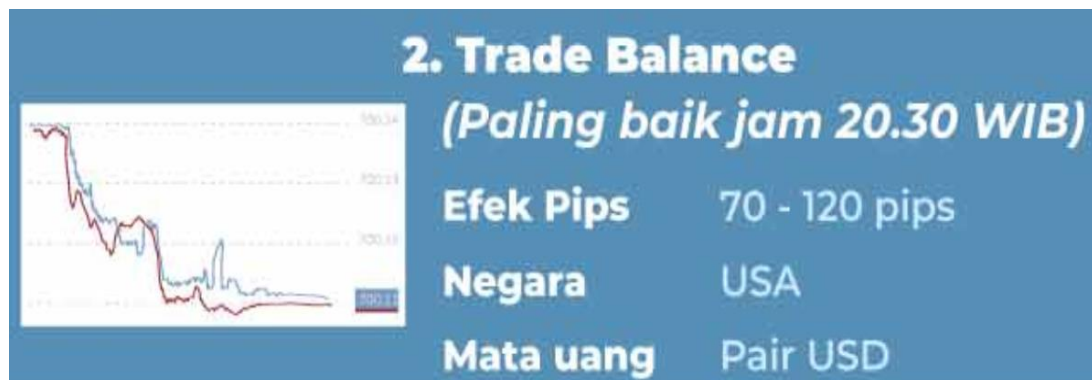 2. Trade Balance
(Paling baik jam 20.30 WIB)
Efek Pips 70 - 120 pips
Negara USA
Mata uang Pair USD